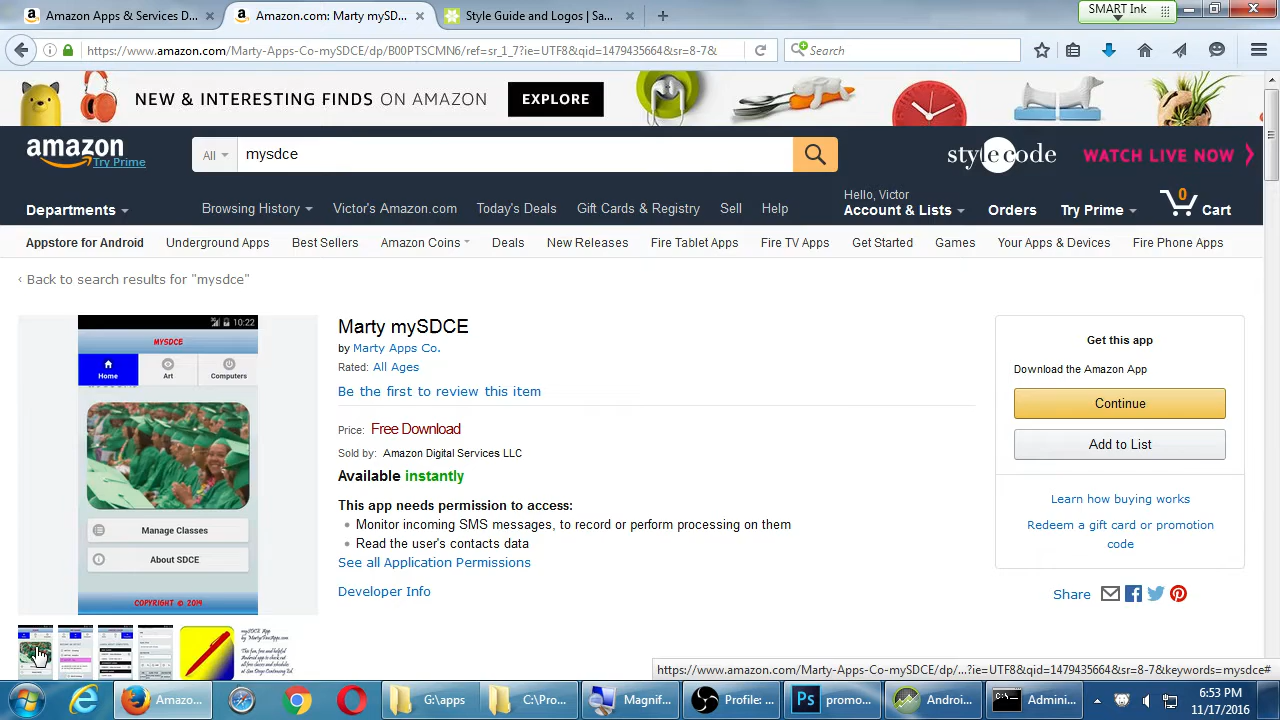 Amazon Apps & Services D...
Amazon.com: Marty mySD...
Style Guide and Logos | Sa...
SMART Ink
https://www.amazon.com/Marty-Apps-Co-mySDCE/dp/B00PTSCMN6/ref=sr_1_7?ie=UTF8&qid=1479435664&sr=8-7&
Search
NEW & INTERESTING FINDS ON AMAZON
EXPLORE
amazon
Try Prime
All
mysdce
style code
WATCH LIVE NOW
Departments
Browsing History
Victor's Amazon.com
Today's Deals
Gift Cards & Registry
Sell
Help
Hello, Victor
Account & Lists
Orders
Try Prime
0
Cart
Appstore for Android
Underground Apps
Best Sellers
Amazon Coins
Deals
New Releases
Fire Tablet Apps
Fire TV Apps
Get Started
Games
Your Apps & Devices
Fire Phone Apps
‹ Back to search results for "mysdce"
10:22
MYSDCE
Home
Art
Computers
Manage Classes
About SDCE
COPYRIGHT © 2014
Marty mySDCE
by Marty Apps Co.
Rated: All Ages
Be the first to review this item
Price: Free Download
Sold by: Amazon Digital Services LLC
Available instantly
This app needs permission to access:
• Monitor incoming SMS messages, to record or perform processing on them
• Read the user's contacts data
See all Application Permissions
Developer Info
Get this app
Download the Amazon App
Continue
Add to List
Learn how buying works
Redeem a gift card or promotion
code
Share
mySDCE App
https://www.amazon.com/Marty-Apps-Co-mySDCE/dp/...?ie=UTF8&qid=1479435664&sr=8-7&keywords=mysdce#
Amazo...
G:\apps
C:\Pro...
Magnif...
Profile: ...
Ps
promo...
Androi...
Admini...
6:53 PM
11/17/2016